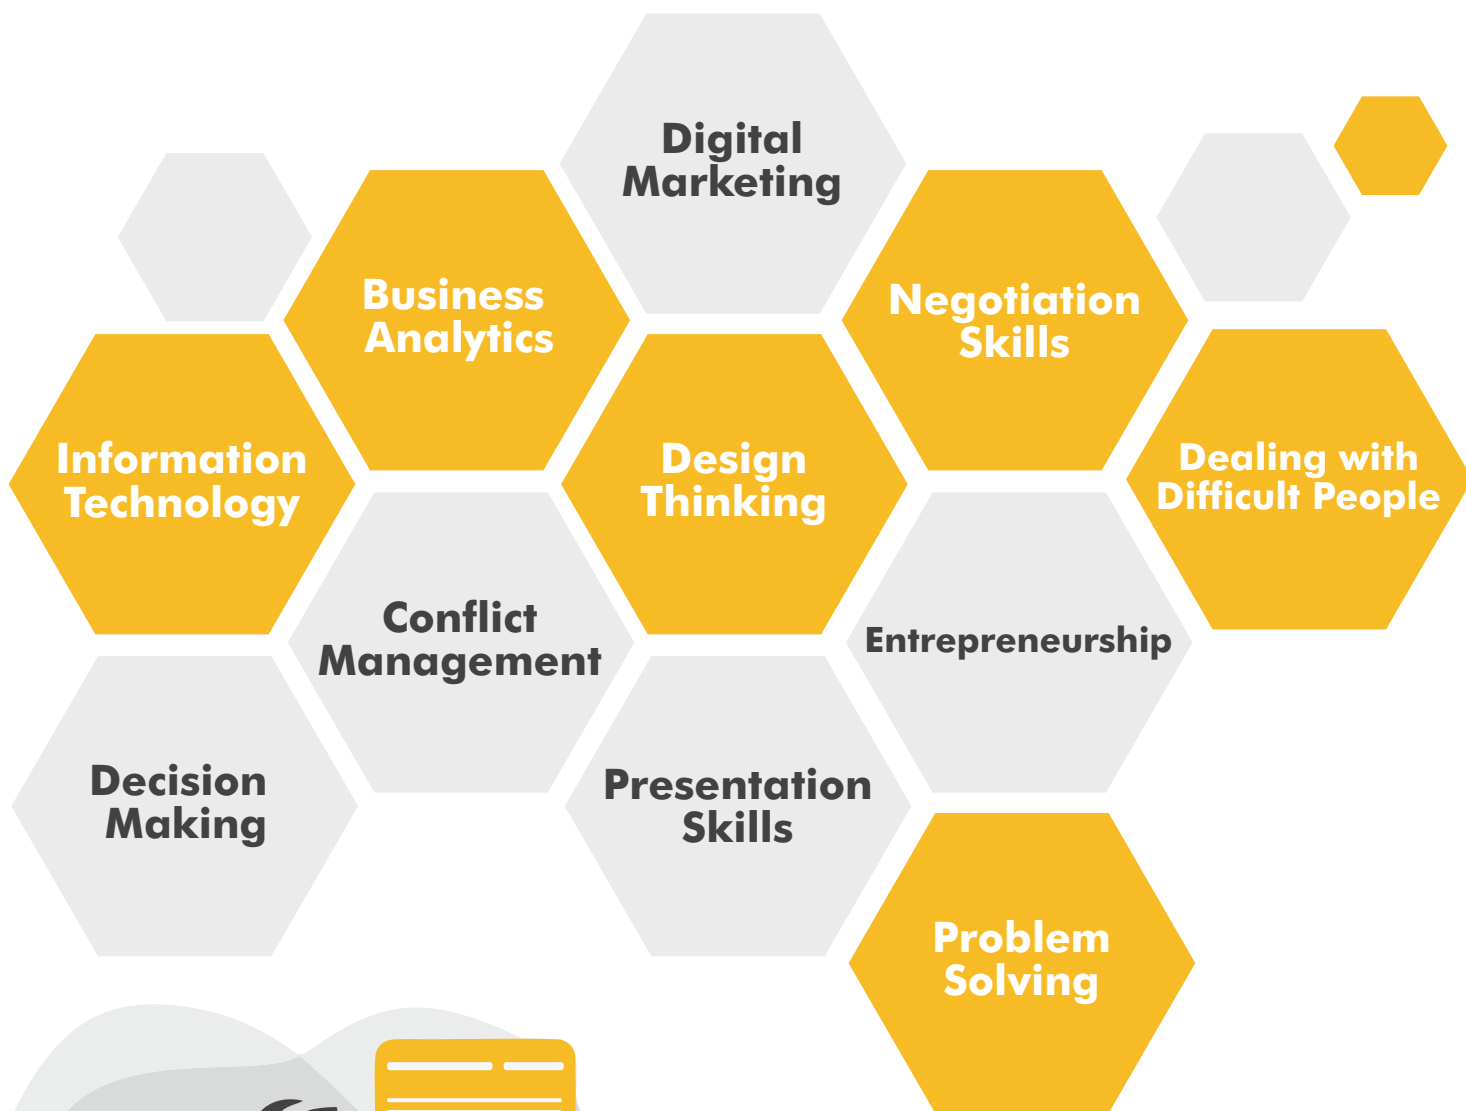 Digital
Marketing
Business
Analytics
Negotiation
Skills
Information
Technology
Design
Thinking
Dealing with
Difficult People
Conflict
Management
Entrepreneurship
Decision
Making
Presentation
Skills
Problem
Solving